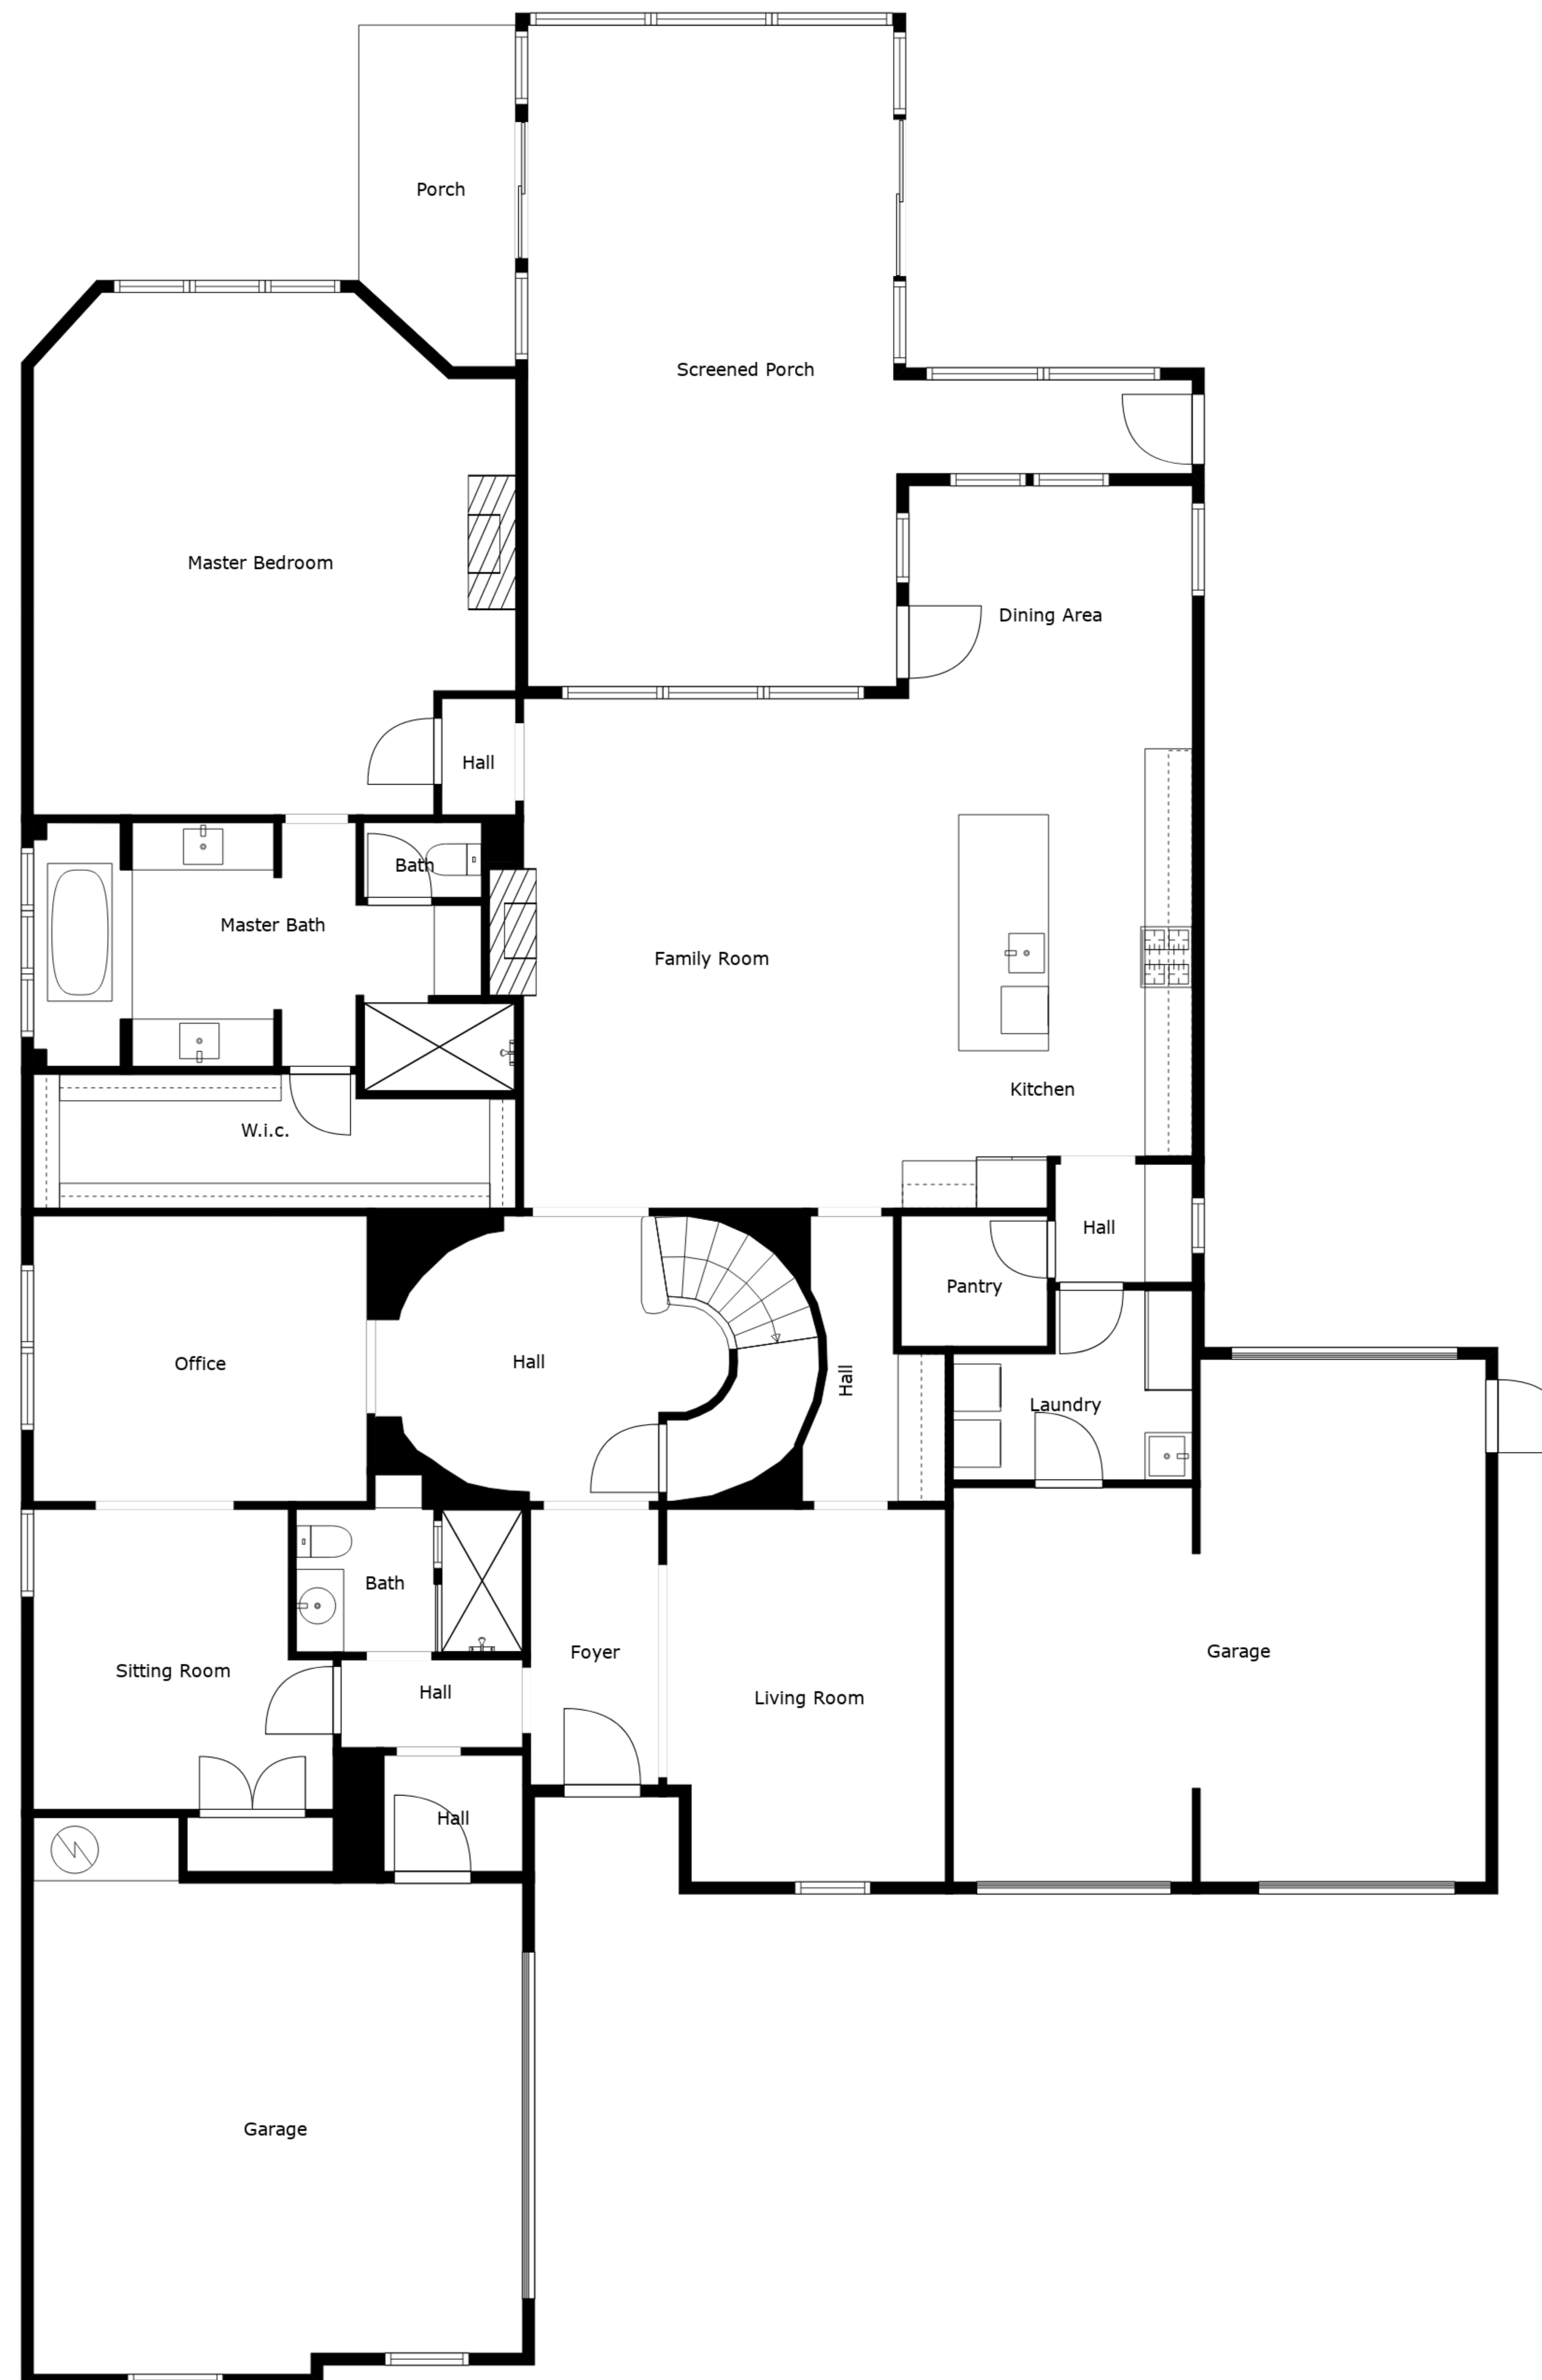 Porch
Screened Porch
Master Bedroom
Dining Area
Hall
Bath
Master Bath
Family Room
Kitchen
W.i.c.
Hall
Pantry
Office
Hall
Hall
Laundry
Bath
Foyer
Garage
Sitting Room
Hall
Living Room
Hall
Garage